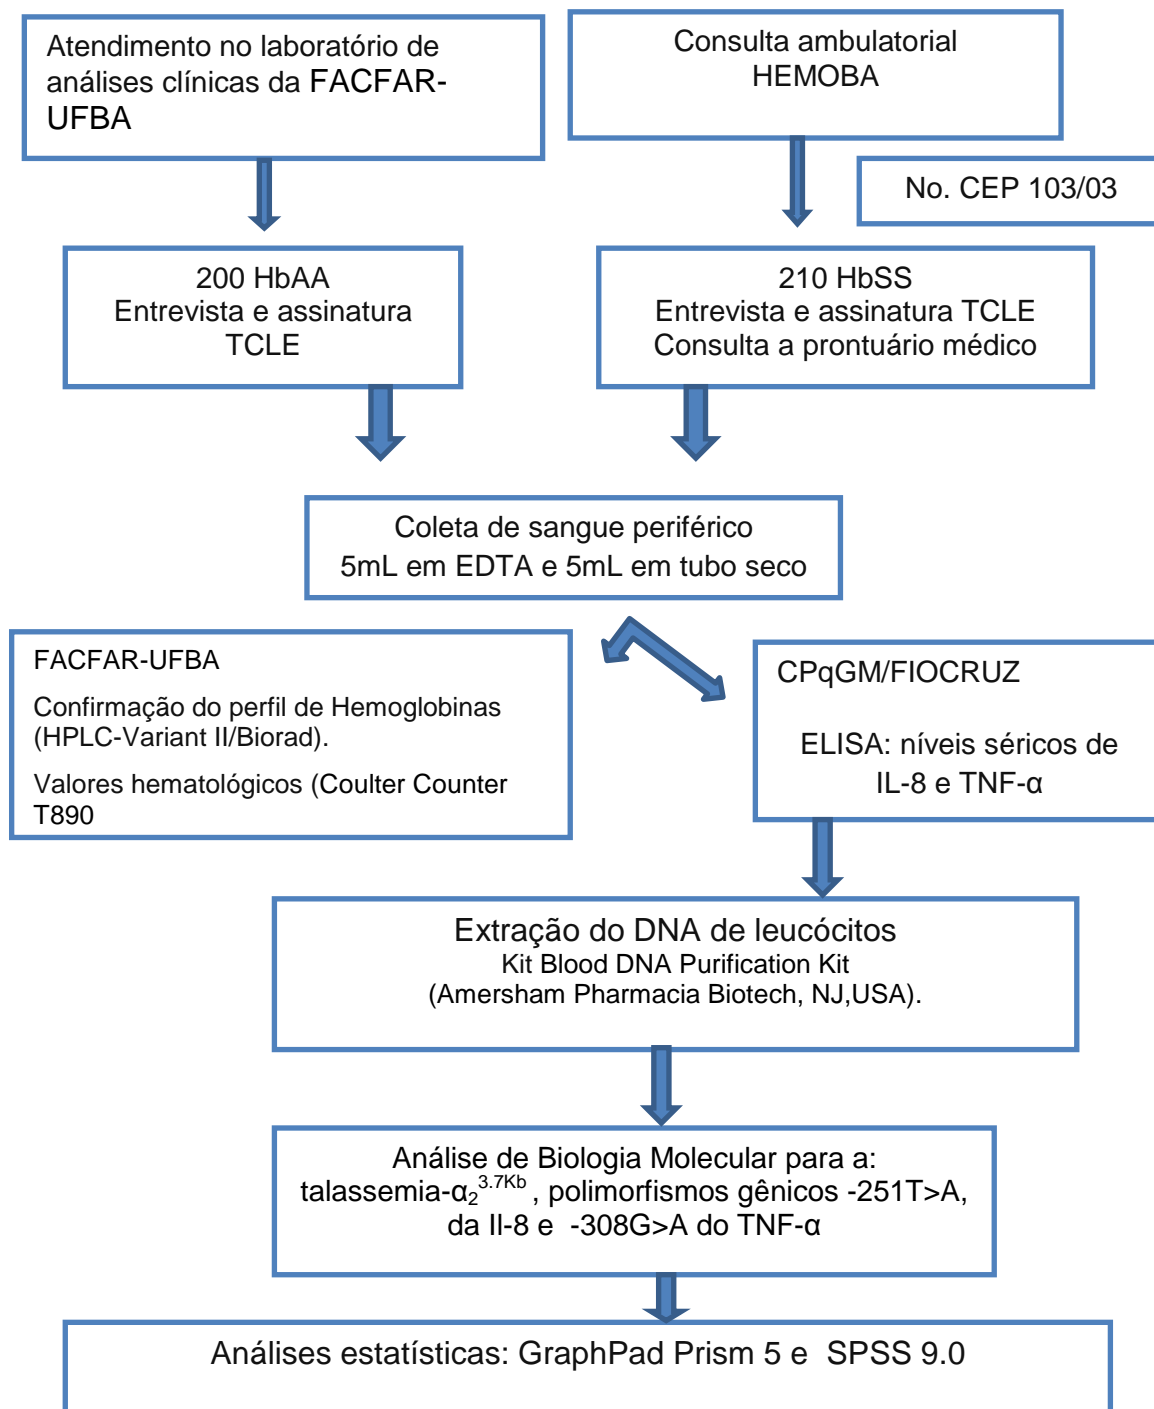 Atendimento no laboratório de
análises clínicas da FACFAR-
UFBA
Consulta ambulatorial
HEMOBA
No. CEP 103/03
200 HbAA
Entrevista e assinatura
TCLE
210 HbSS
Entrevista e assinatura TCLE
Consulta a prontuário médico
Coleta de sangue periférico
5mL em EDTA e 5mL em tubo seco
FACFAR-UFBA
Confirmação do perfil de Hemoglobinas
(HPLC-Variant II/Biorad).
Valores hematológicos (Coulter Counter
T890
CPqGM/FIOCRUZ
ELISA: níveis séricos de
IL-8 e TNF-α
Extração do DNA de leucócitos
Kit Blood DNA Purification Kit
(Amersham Pharmacia Biotech, NJ,USA).
Análise de Biologia Molecular para a:
talassemia-α₂³·⁷ᴷᵇ , polimorfismos gênicos -251T>A,
da Il-8 e -308G>A do TNF-α
Análises estatísticas: GraphPad Prism 5 e SPSS 9.0